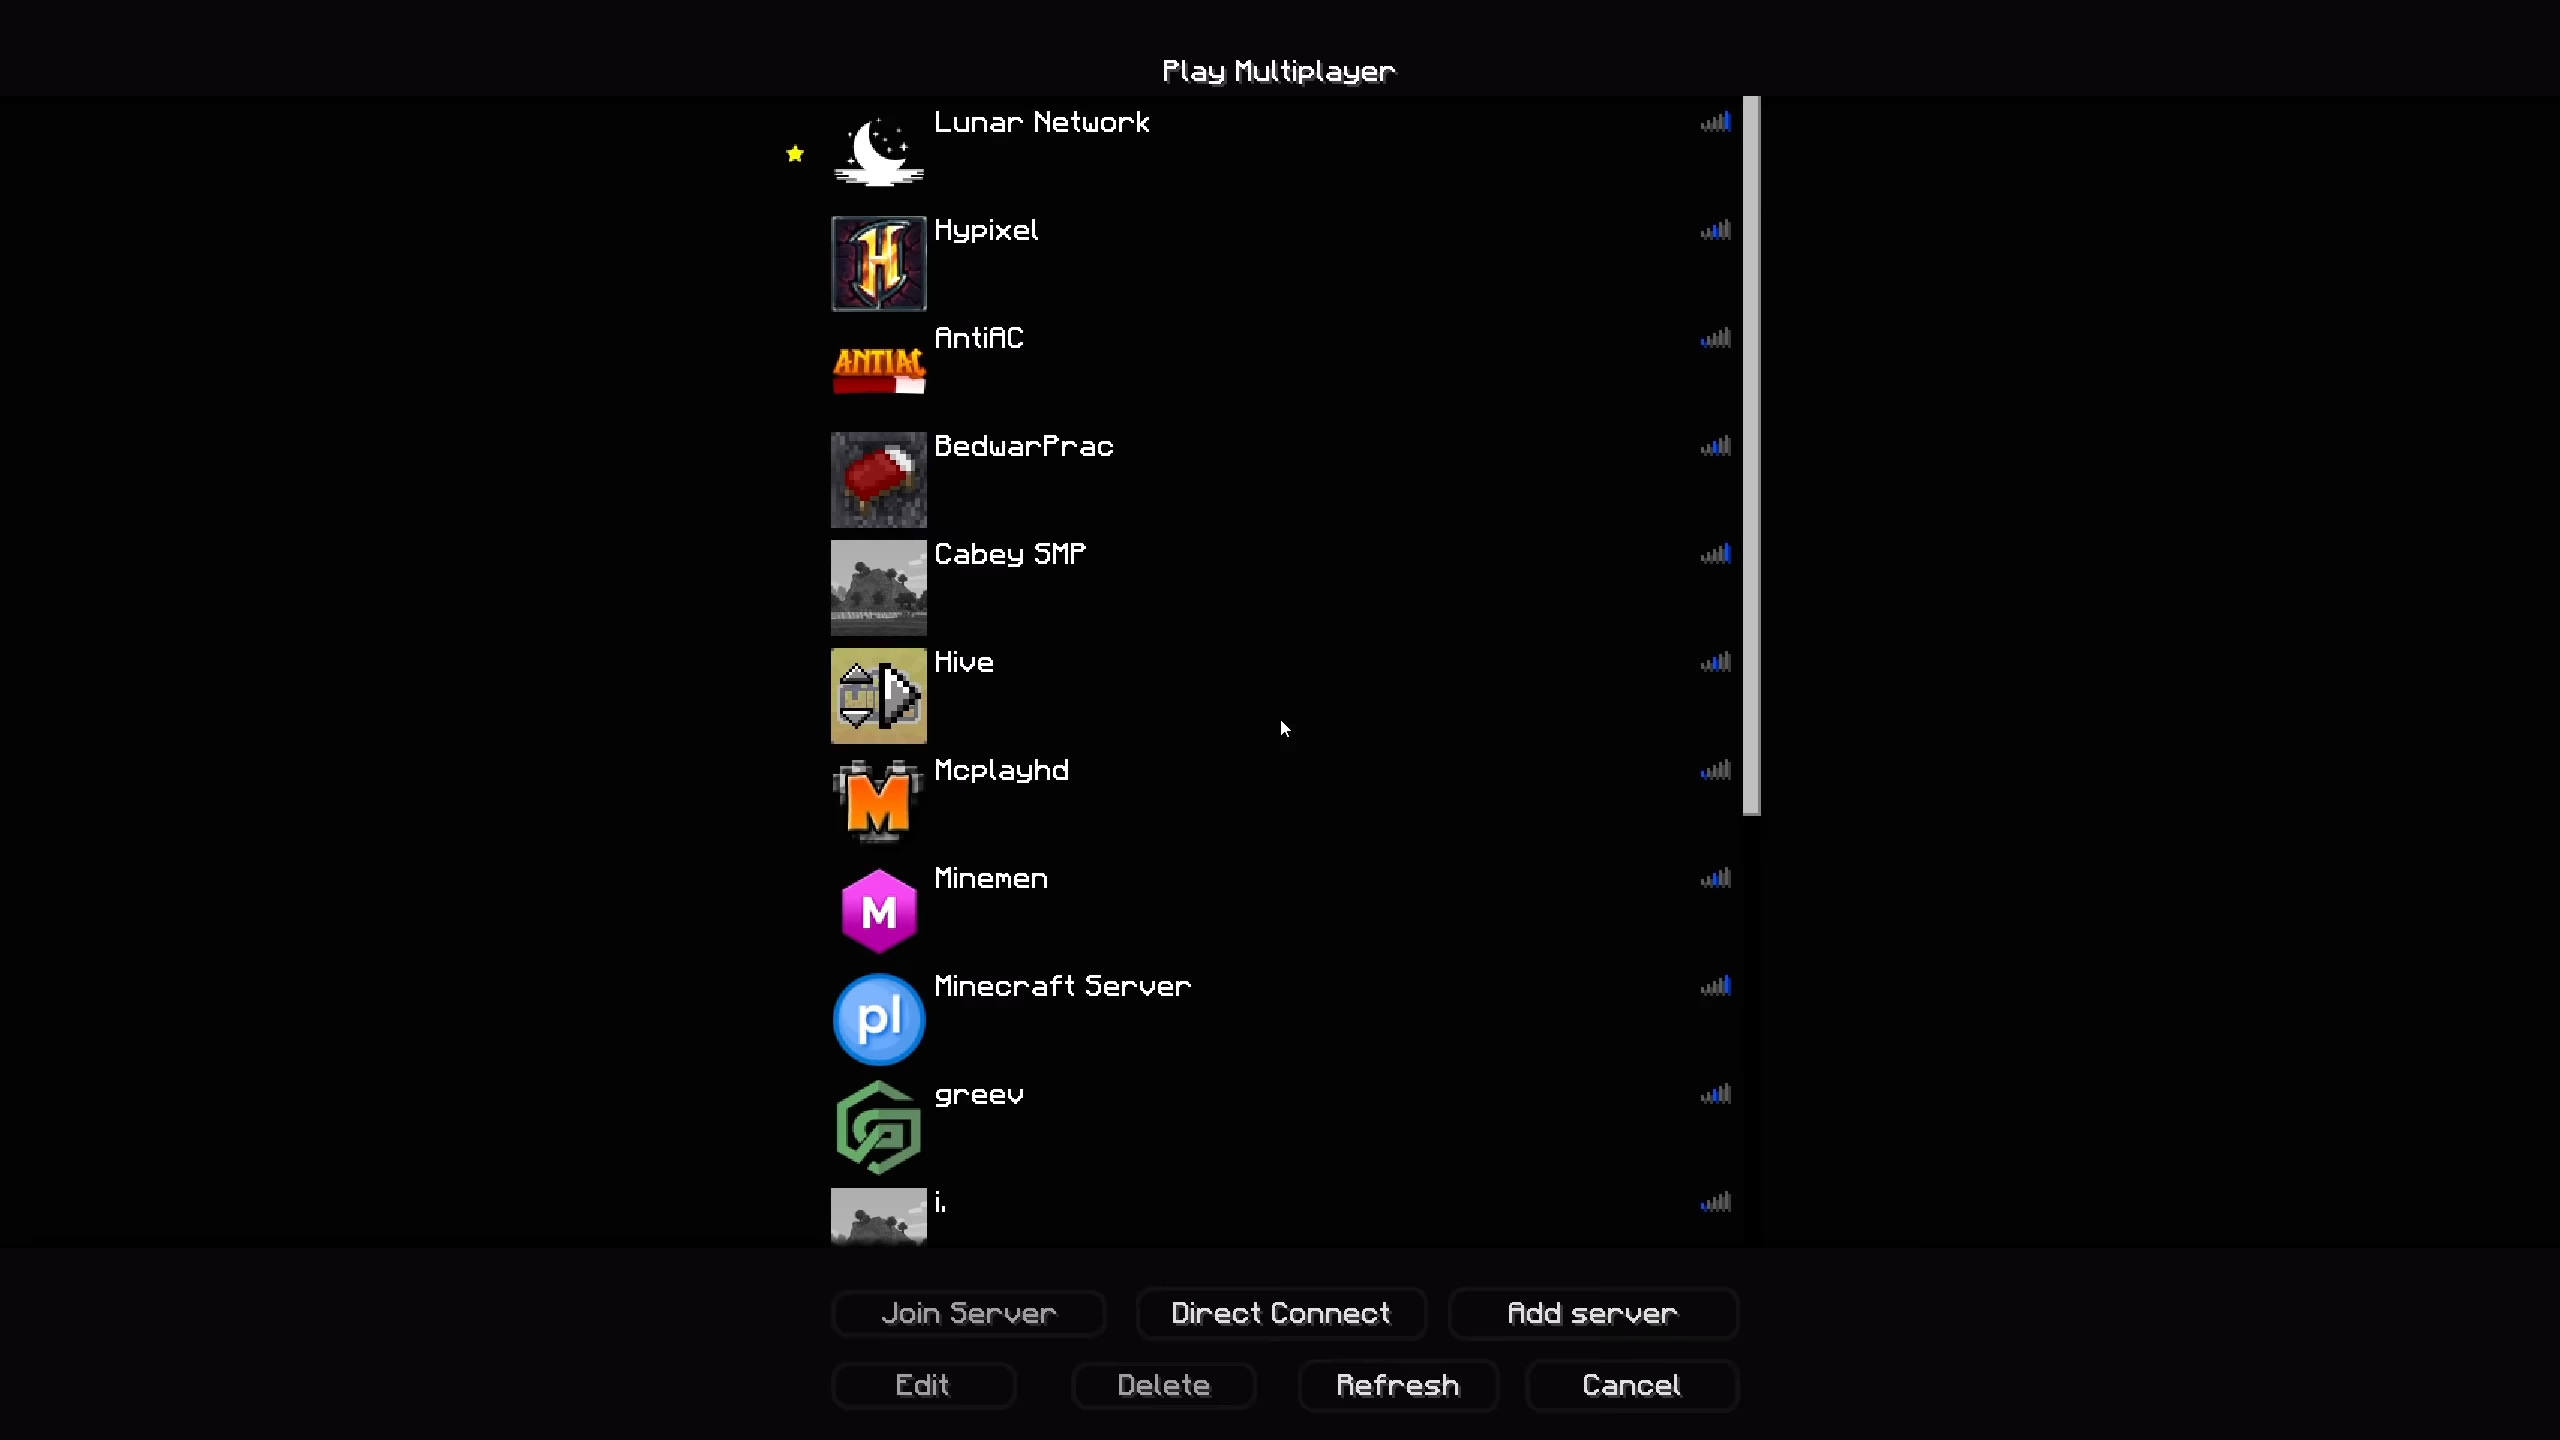 Play Multiplayer
Lunar Network
Hypixel
H
AntiAC
ANTIAC
BedwarPrac
Cabey SMP
Hive
Mcplayhd
M
Minemen
M
Minecraft Server
pl
greev
i.
Join Server
Direct Connect
Add server
Edit
Delete
Refresh
Cancel